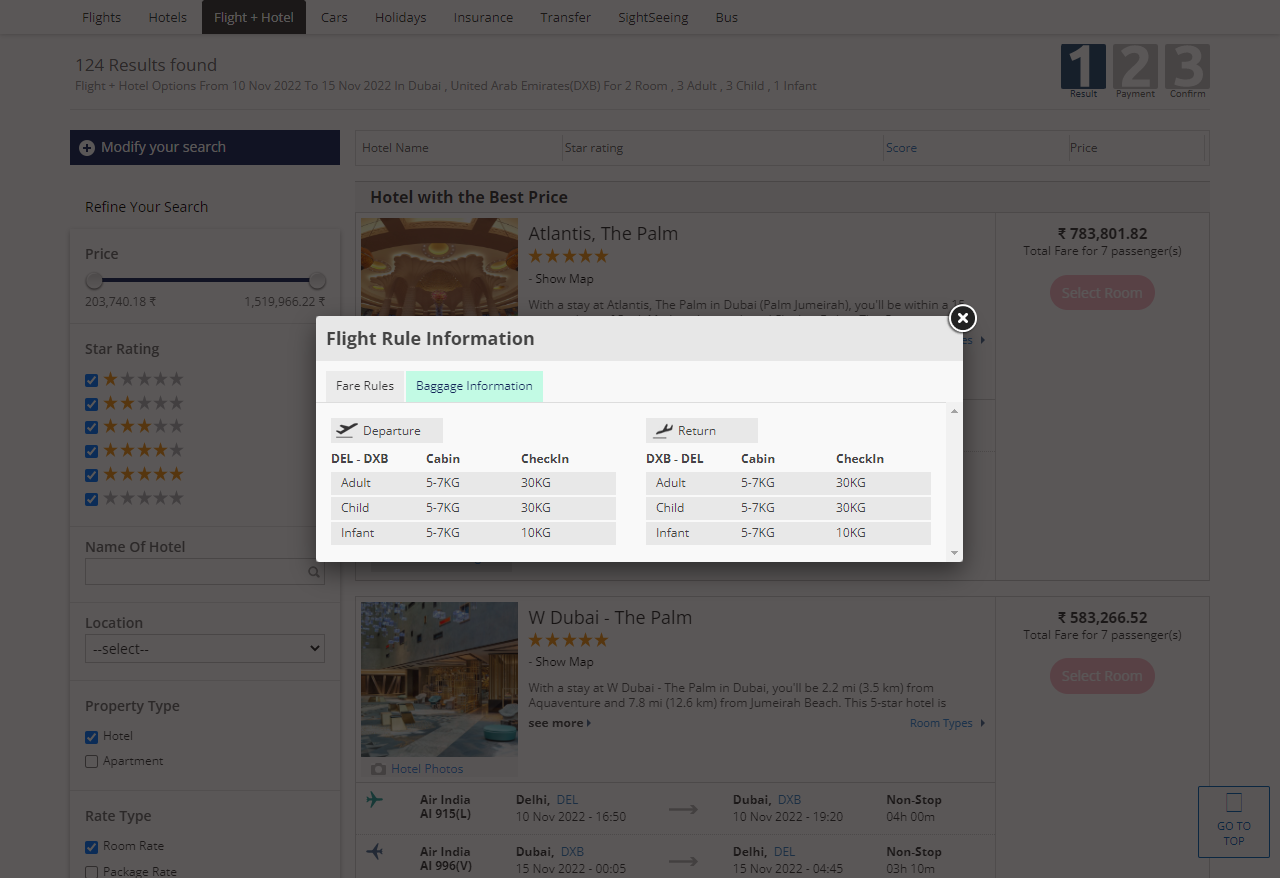 Flights Hotels Flight + Hotel Cars Holidays Insurance Transfer SightSeeing Bus
124 Results found
Flight + Hotel Options From 10 Nov 2022 To 15 Nov 2022 In Dubai , United Arab Emirates(DXB) For 2 Room , 3 Adult , 3 Child , 1 Infant
1 2 3
Result Payment Confirm
Modify your search
Hotel Name Star rating Score Price
Refine Your Search
Price
203,740.18 ₹ 1,519,966.22 ₹
Star Rating
Name Of Hotel
Location
--select--
Property Type
Hotel
Apartment
Rate Type
Room Rate
Package Rate
Hotel with the Best Price
Atlantis, The Palm
- Show Map
With a stay at Atlantis, The Palm in Dubai (Palm Jumeirah), you'll be within a 15
₹ 783,801.82
Total Fare for 7 passenger(s)
Select Room
Flight Rule Information
Fare Rules Baggage Information
Departure
DEL - DXB Cabin CheckIn
Adult 5-7KG 30KG
Child 5-7KG 30KG
Infant 5-7KG 10KG
Return
DXB - DEL Cabin CheckIn
Adult 5-7KG 30KG
Child 5-7KG 30KG
Infant 5-7KG 10KG
W Dubai - The Palm
- Show Map
With a stay at W Dubai - The Palm in Dubai, you'll be 2.2 mi (3.5 km) from
Aquaventure and 7.8 mi (12.6 km) from Jumeirah Beach. This 5-star hotel is
see more Room Types
Hotel Photos
₹ 583,266.52
Total Fare for 7 passenger(s)
Select Room
Air India Delhi, DEL Dubai, DXB Non-Stop
AI 915(L) 10 Nov 2022 - 16:50 10 Nov 2022 - 19:20 04h 00m
Air India Dubai, DXB Delhi, DEL Non-Stop
AI 996(V) 15 Nov 2022 - 00:05 15 Nov 2022 - 04:45 03h 10m
GO TO
TOP